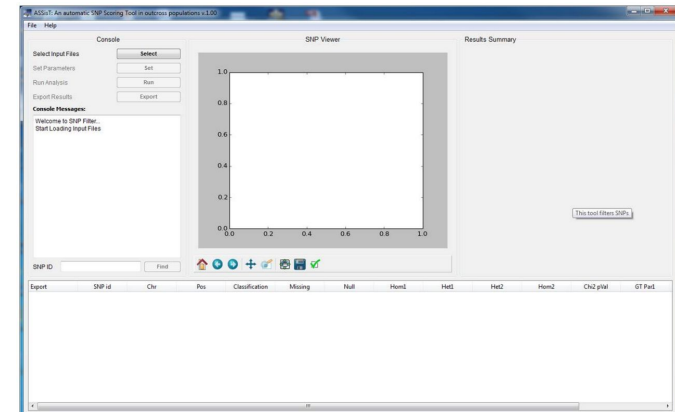 ASSIsT: An automatic SNP Scoring Tool in outcross populations v.1.00
File Help
Console
SNP Viewer
Results Summary
Select Input Files
Select
Set Parameters
Set
Run Analysis
Run
Export Results
Export
Console Messages:
Welcome to SNP Filter...
Start Loading Input Files
1.0
0.8
0.6
0.4
0.2
0.0
0.0 0.2 0.4 0.6 0.8 1.0
This tool filters SNPs
SNP ID
Find
Export SNP id Chr Pos Classification Missing Null Hom1 Het1 Het2 Hom2 Chi2 pVal GT Par1